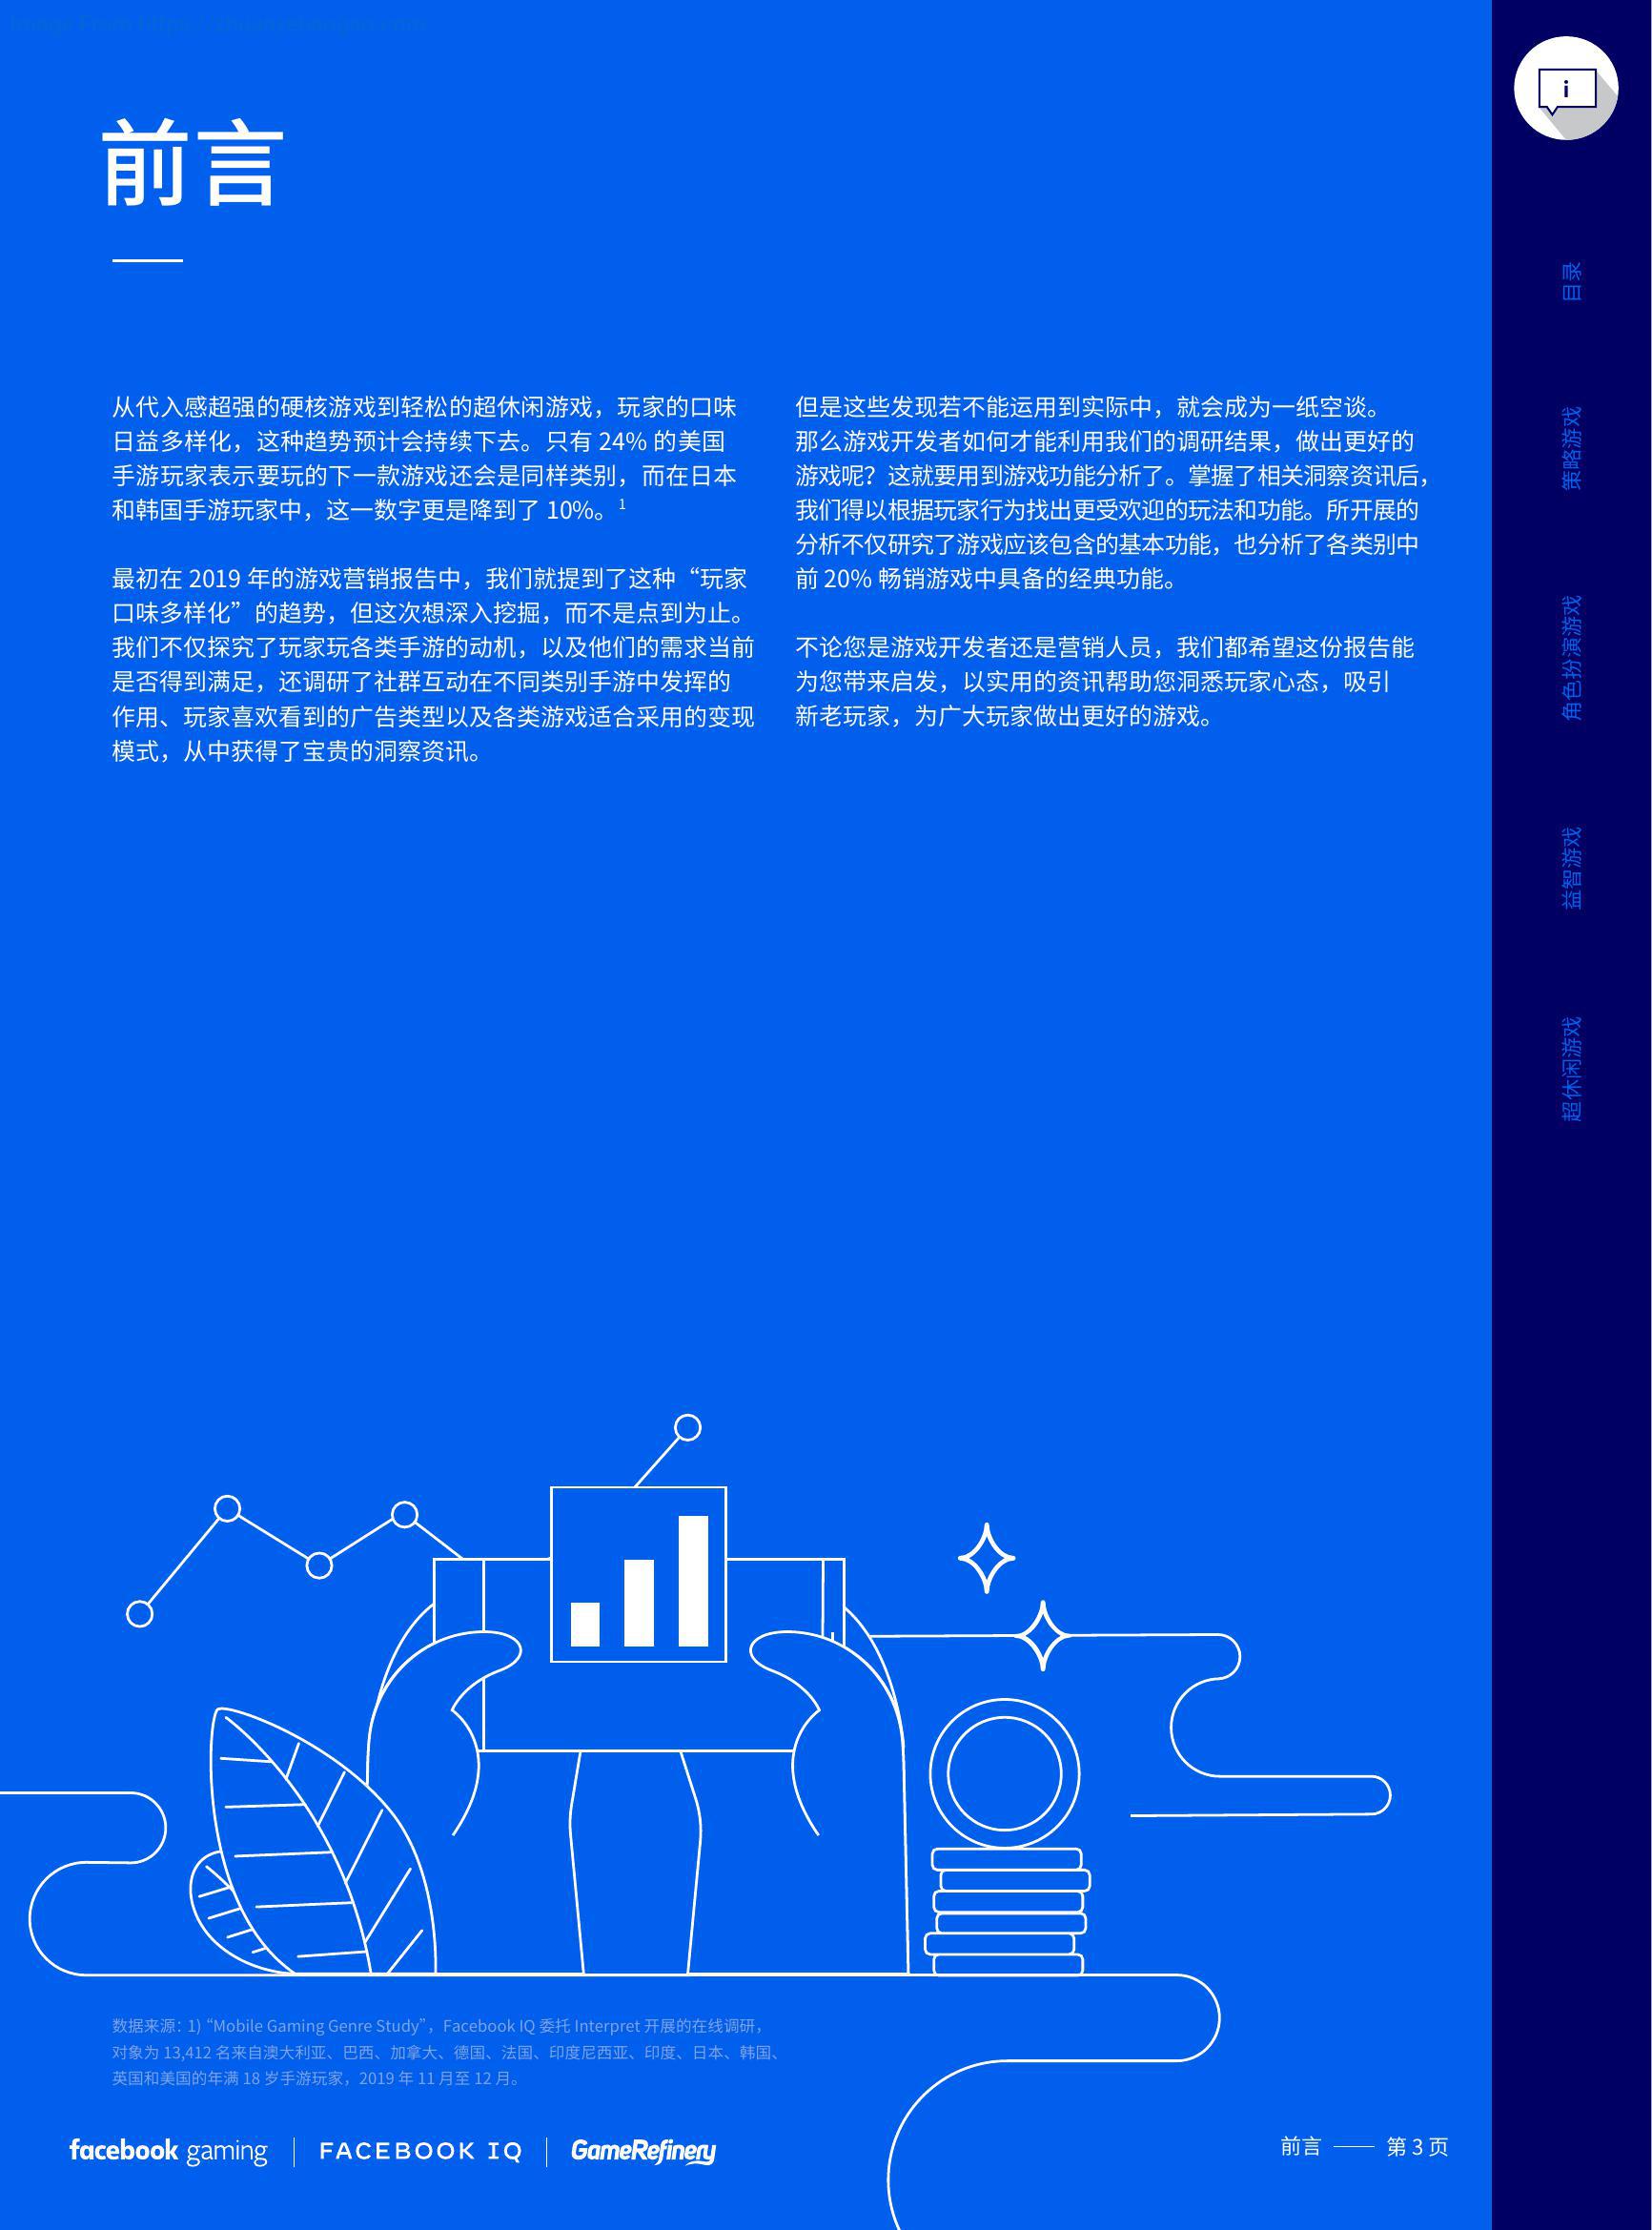 前言
从代入感超强的硬核游戏到轻松的超休闲游戏，玩家的口味
日益多样化，这种趋势预计会持续下去。只有 24% 的美国
手游玩家表示要玩的下一款游戏还会是同样类别，而在日本
和韩国手游玩家中，这一数字更是降到了 10%。1
最初在 2019 年的游戏营销报告中，我们就提到了这种“玩家
口味多样化”的趋势，但这次想深入挖掘，而不是点到为止。
我们不仅探究了玩家玩各类手游的动机，以及他们的需求当前
是否得到满足，还调研了社群互动在不同类别手游中发挥的
作用、玩家喜欢看到的广告类型以及各类游戏适合采用的变现
模式，从中获得了宝贵的洞察资讯。
但是这些发现若不能运用到实际中，就会成为一纸空谈。
那么游戏开发者如何才能利用我们的调研结果，做出更好的
游戏呢？这就要用到游戏功能分析了。掌握了相关洞察资讯后，
我们得以根据玩家行为找出更受欢迎的玩法和功能。所开展的
分析不仅研究了游戏应该包含的基本功能，也分析了各类别中
前 20% 畅销游戏中具备的经典功能。
不论您是游戏开发者还是营销人员，我们都希望这份报告能
为您带来启发，以实用的资讯帮助您洞悉玩家心态，吸引
新老玩家，为广大玩家做出更好的游戏。
数据来源：1) “Mobile Gaming Genre Study”，Facebook IQ 委托 Interpret 开展的在线调研，
对象为 13,412 名来自澳大利亚、巴西、加拿大、德国、法国、印度尼西亚、印度、日本、韩国、
英国和美国的年满 18 岁手游玩家，2019 年 11 月至 12 月。
facebook gaming
FACEBOOK IQ
GameRefinery
前言 —— 第 3 页
i
目录
策略游戏
角色扮演游戏
益智游戏
超休闲游戏